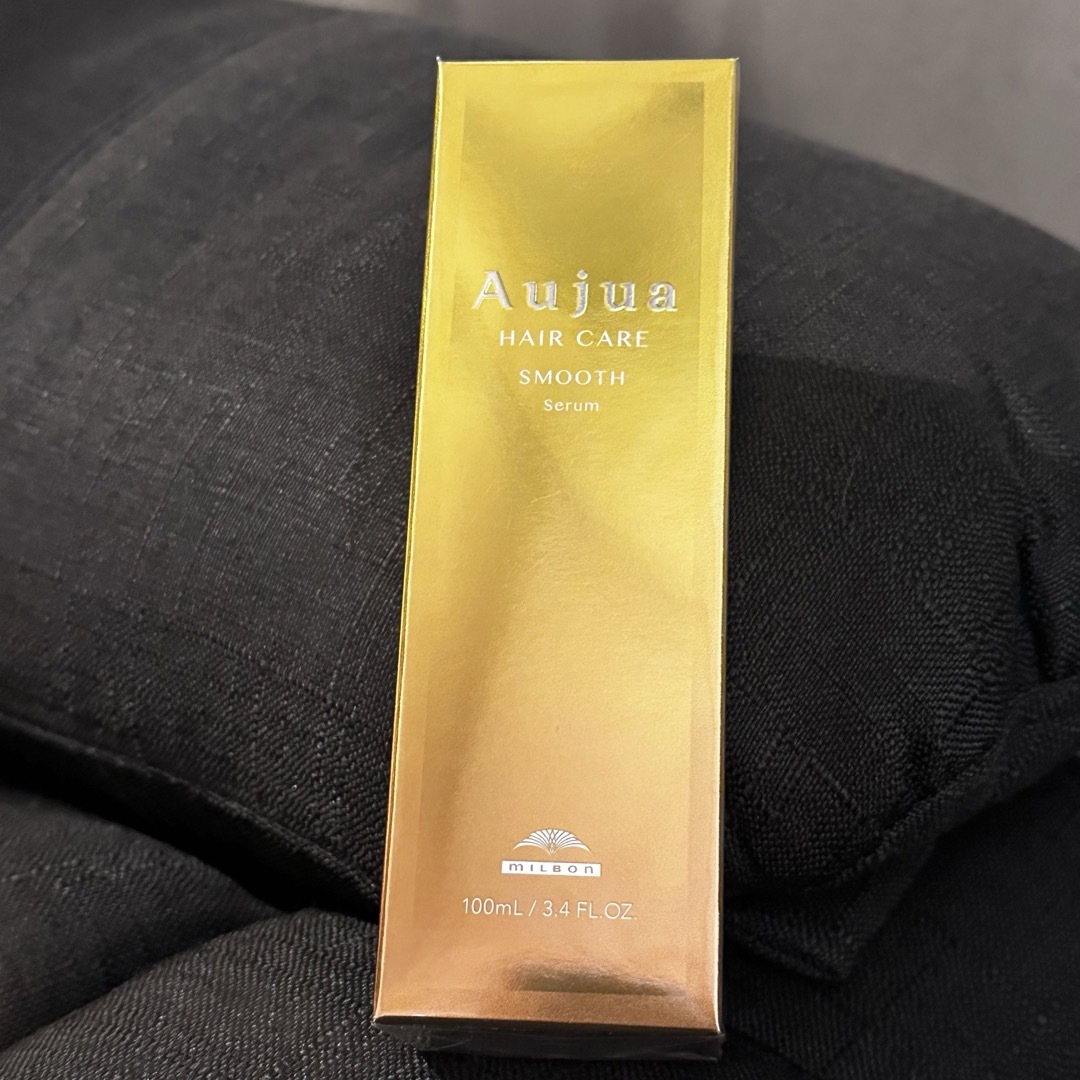 Aujua
HAIR CARE
SMOOTH
Serum
MILBON
100mL / 3.4 FL.OZ.